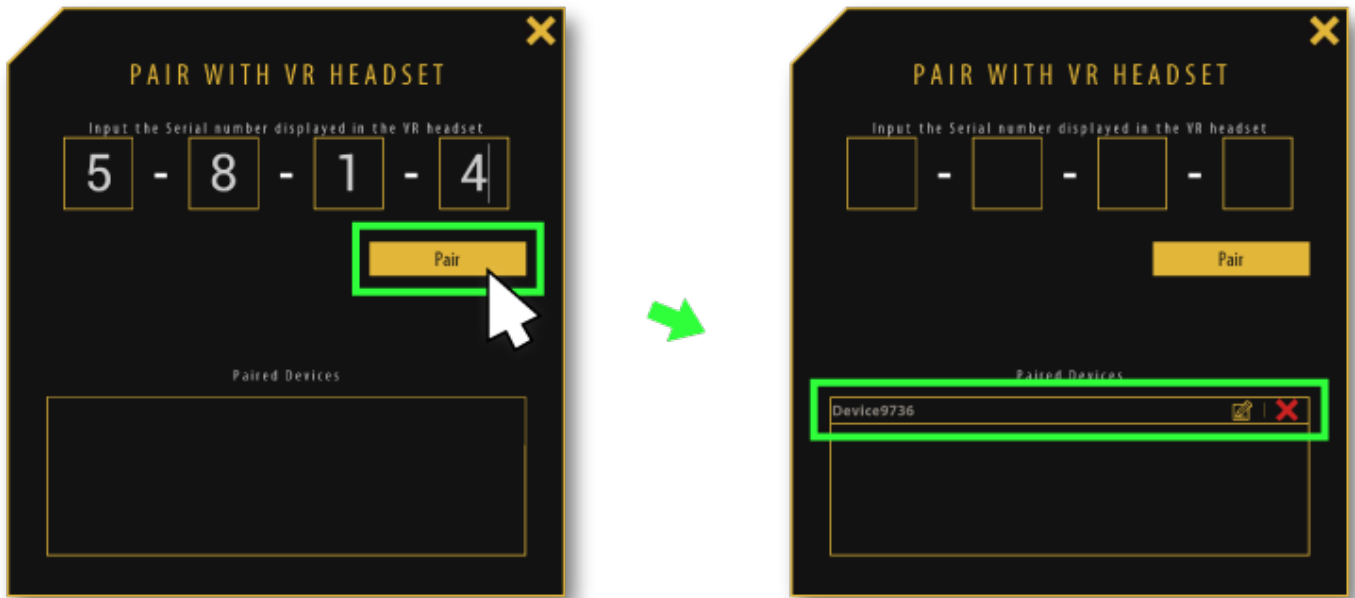 PAIR WITH VR HEADSET
Input the Serial number displayed in the VR headset
5 - 8 - 1 - 4
Pair
Paired Devices
PAIR WITH VR HEADSET
Input the Serial number displayed in the VR headset
- - -
Pair
Paired Devices
Device9736